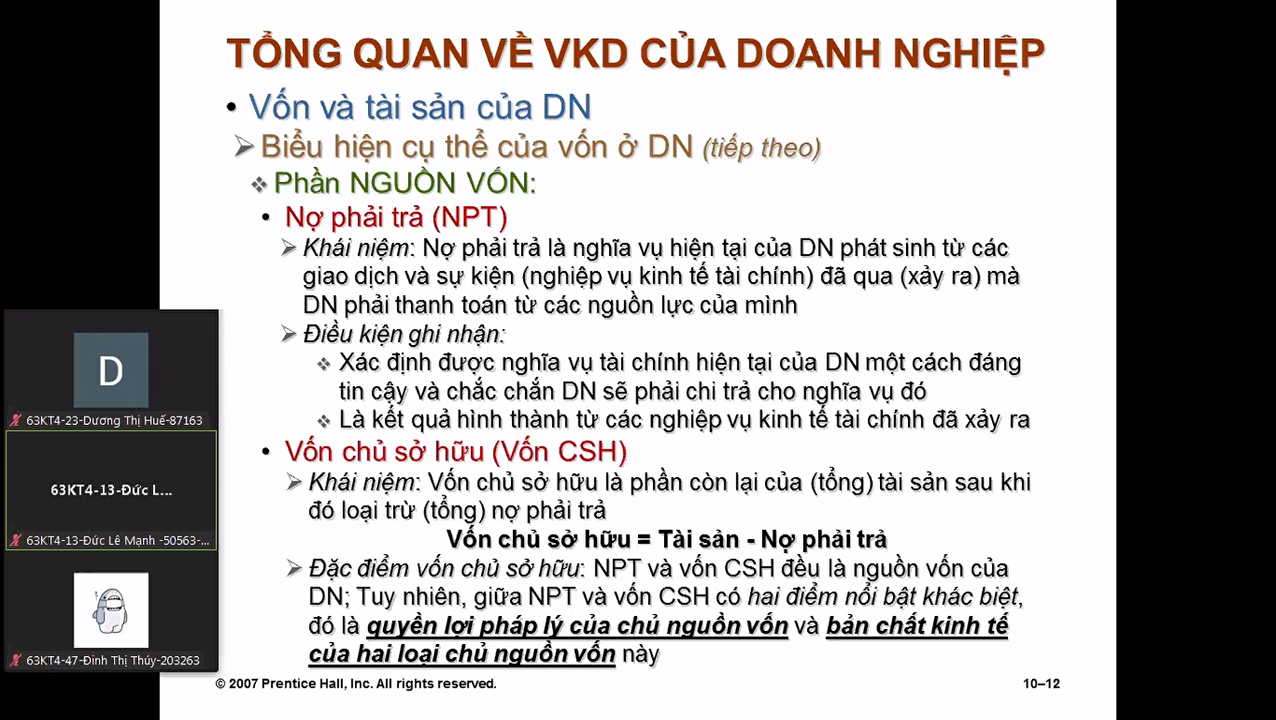 TỔNG QUAN VỀ VKD CỦA DOANH NGHIỆP
• Vốn và tài sản của DN
➢ Biểu hiện cụ thể của vốn ở DN (tiếp theo)
❖ Phần NGUỒN VỐN:
• Nợ phải trả (NPT)
➢ Khái niệm: Nợ phải trả là nghĩa vụ hiện tại của DN phát sinh từ các
giao dịch và sự kiện (nghiệp vụ kinh tế tài chính) đã qua (xảy ra) mà
DN phải thanh toán từ các nguồn lực của mình
➢ Điều kiện ghi nhận:
❖ Xác định được nghĩa vụ tài chính hiện tại của DN một cách đáng
tin cậy và chắc chắn DN sẽ phải chi trả cho nghĩa vụ đó
❖ Là kết quả hình thành từ các nghiệp vụ kinh tế tài chính đã xảy ra
• Vốn chủ sở hữu (Vốn CSH)
➢ Khái niệm: Vốn chủ sở hữu là phần còn lại của (tổng) tài sản sau khi
đó loại trừ (tổng) nợ phải trả
Vốn chủ sở hữu = Tài sản - Nợ phải trả
➢ Đặc điểm vốn chủ sở hữu: NPT và vốn CSH đều là nguồn vốn của
DN; Tuy nhiên, giữa NPT và vốn CSH có hai điểm nổi bật khác biệt,
đó là quyền lợi pháp lý của chủ nguồn vốn và bản chất kinh tế
của hai loại chủ nguồn vốn này
© 2007 Prentice Hall, Inc. All rights reserved.
10–12
D
63KT4-23-Dương Thị Huế-87163
63KT4-13-Đức L...
63KT4-13-Đức Lê Mạnh -50563-...
63KT4-47-Đinh Thị Thúy-203263